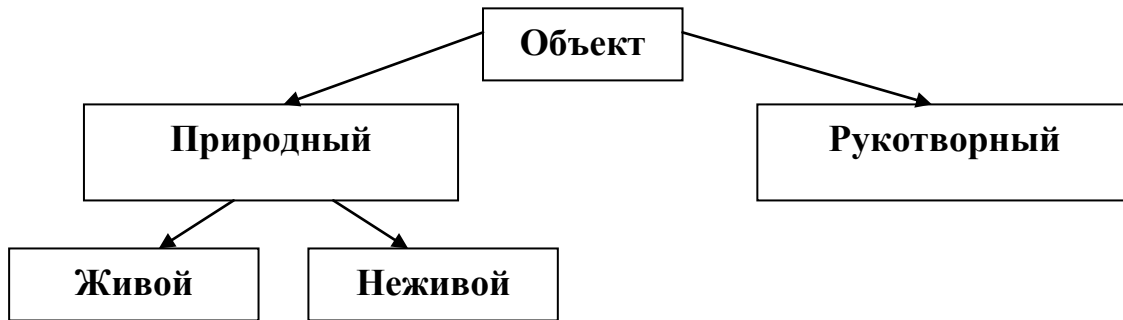 Объект
Природный
Рукотворный
Живой
Неживой